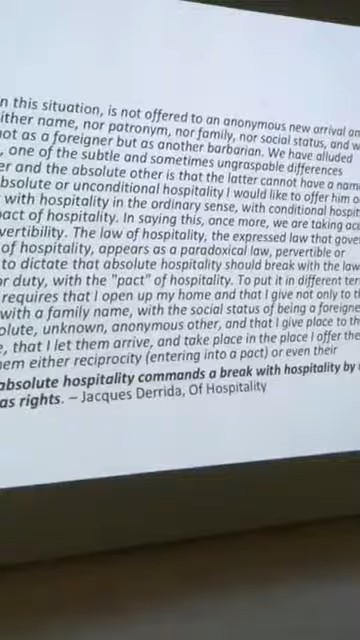 n this situation, is not offered to an anonymous new arrival an
ither name, nor patronym, nor family, nor social status, and w
not as a foreigner but as another barbarian. We have alluded
, one of the subtle and sometimes ungraspable differences
er and the absolute other is that the latter cannot have a nam
bsolute or unconditional hospitality I would like to offer him o
with hospitality in the ordinary sense, with conditional hospi
pact of hospitality. In saying this, once more, we are taking acc
vertibility. The law of hospitality, the expressed law that gove
of hospitality, appears as a paradoxical law, pervertible or
to dictate that absolute hospitality should break with the law
or duty, with the "pact" of hospitality. To put it in different ter
requires that I open up my home and that I give not only to t
with a family name, with the social status of being a foreigne
olute, unknown, anonymous other, and that I give place to th
e, that I let them arrive, and take place in the place I offer the
hem either reciprocity (entering into a pact) or even their
absolute hospitality commands a break with hospitality by
as rights. – Jacques Derrida, Of Hospitality